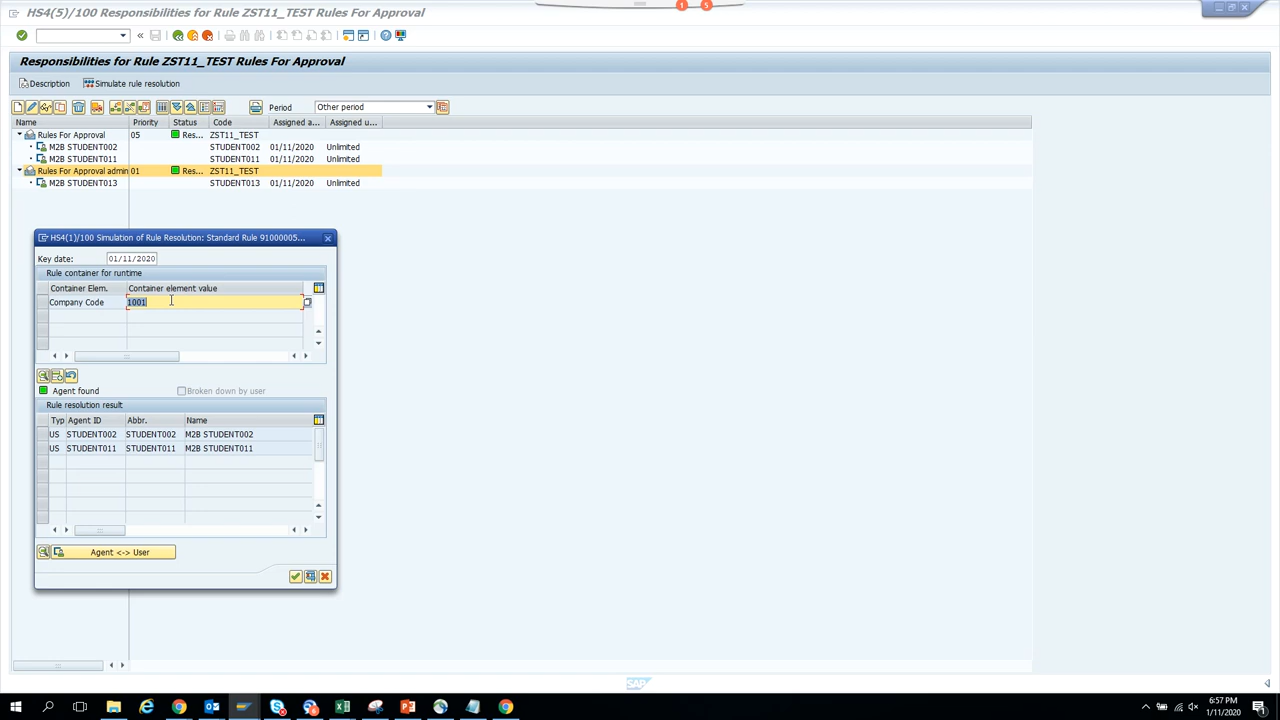 HS4(5)/100 Responsibilities for Rule ZST11_TEST Rules For Approval
1 5
Responsibilities for Rule ZST11_TEST Rules For Approval
Description Simulate rule resolution
Period Other period
Name Priority Status Code Assigned a... Assigned u...
Rules For Approval 05 Res... ZST11_TEST
M2B STUDENT002 STUDENT002 01/11/2020 Unlimited
M2B STUDENT011 STUDENT011 01/11/2020 Unlimited
Rules For Approval admin 01 Res... ZST11_TEST
M2B STUDENT013 STUDENT013 01/11/2020 Unlimited
HS4(1)/100 Simulation of Rule Resolution: Standard Rule 91000005...
Key date: 01/11/2020
Rule container for runtime
Container Elem. Container element value
Company Code 1001
Agent found Broken down by user
Rule resolution result
Typ Agent ID Abbr. Name
US STUDENT002 STUDENT002 M2B STUDENT002
US STUDENT011 STUDENT011 M2B STUDENT011
Agent <-> User
SAP
6:57 PM
1/11/2020